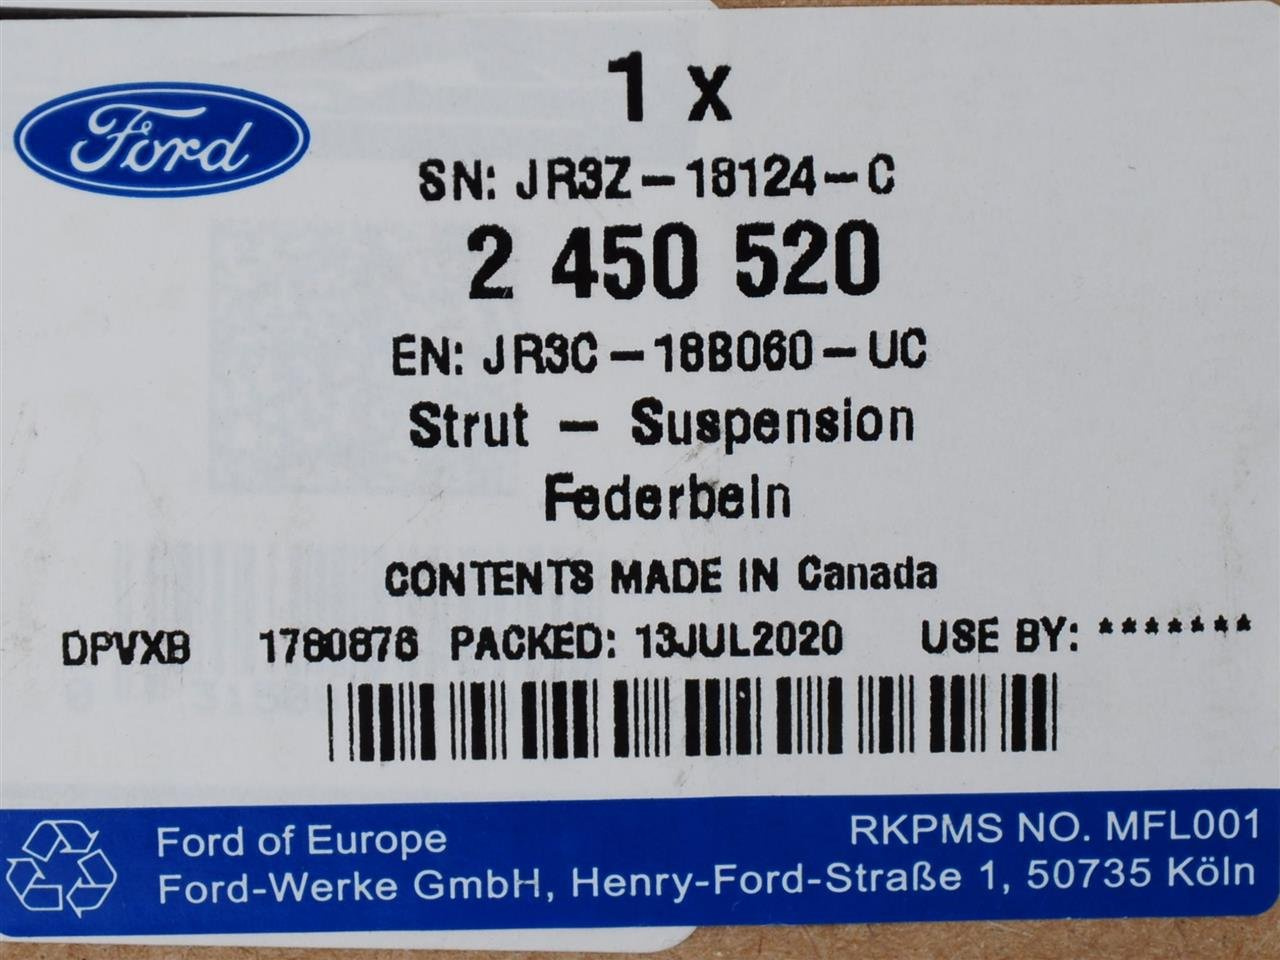 1 x
Ford
SN: JR3Z-18124-C
2 450 520
EN: JR3C-18B060-UC
Strut - Suspension
Federbein
CONTENTS MADE IN Canada
DPVXB 1780876 PACKED: 13JUL2020 USE BY: *******
Ford of Europe RKPMS NO. MFL001
Ford-Werke GmbH, Henry-Ford-Straße 1, 50735 Köln